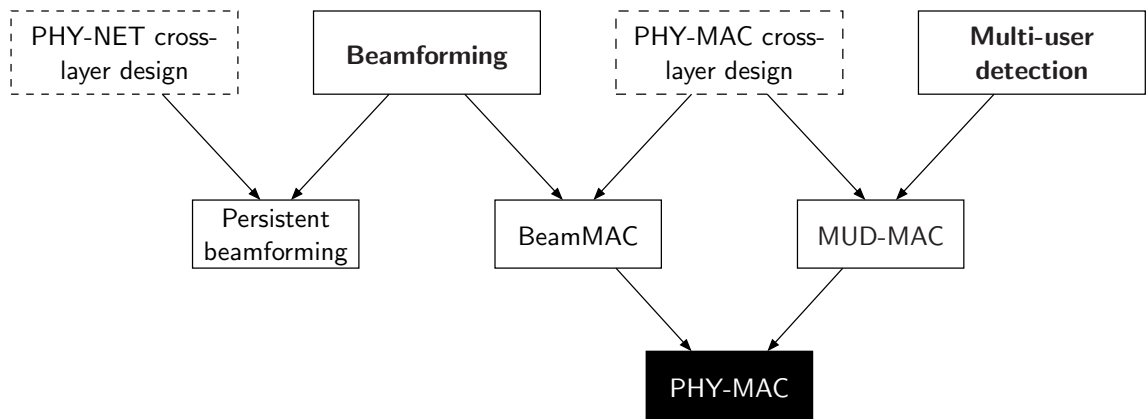 PHY-NET cross-
layer design
Beamforming
PHY-MAC cross-
layer design
Multi-user
detection
Persistent
beamforming
BeamMAC
MUD-MAC
PHY-MAC